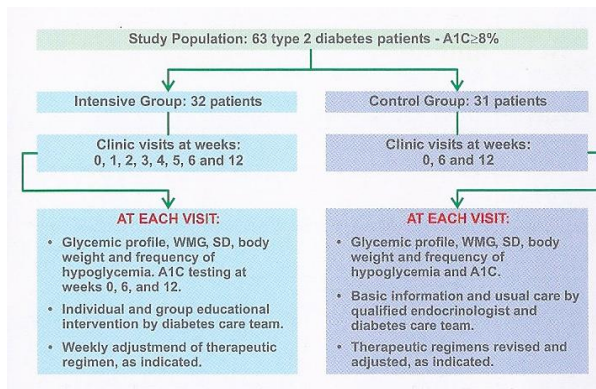 Study Population: 63 type 2 diabetes patients - A1C≥8%
Intensive Group: 32 patients
Control Group: 31 patients
Clinic visits at weeks:
0, 1, 2, 3, 4, 5, 6 and 12
Clinic visits at weeks:
0, 6 and 12
AT EACH VISIT:
• Glycemic profile, WMG, SD, body
weight and frequency of
hypoglycemia. A1C testing at
weeks 0, 6, and 12.
• Individual and group educational
intervention by diabetes care team.
• Weekly adjustmend of therapeutic
regimen, as indicated.
AT EACH VISIT:
• Glycemic profile, WMG, SD, body
weight and frequency of
hypoglycemia and A1C.
• Basic information and usual care by
qualified endocrinologist and
diabetes care team.
• Therapeutic regimens revised and
adjusted, as indicated.